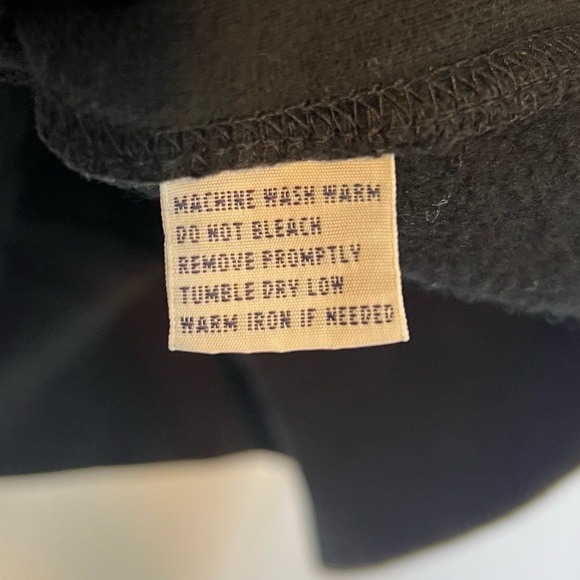 MACHINE WASH WARM
DO NOT BLEACH
REMOVE PROMPTLY
TUMBLE DRY LOW
WARM IRON IF NEEDED